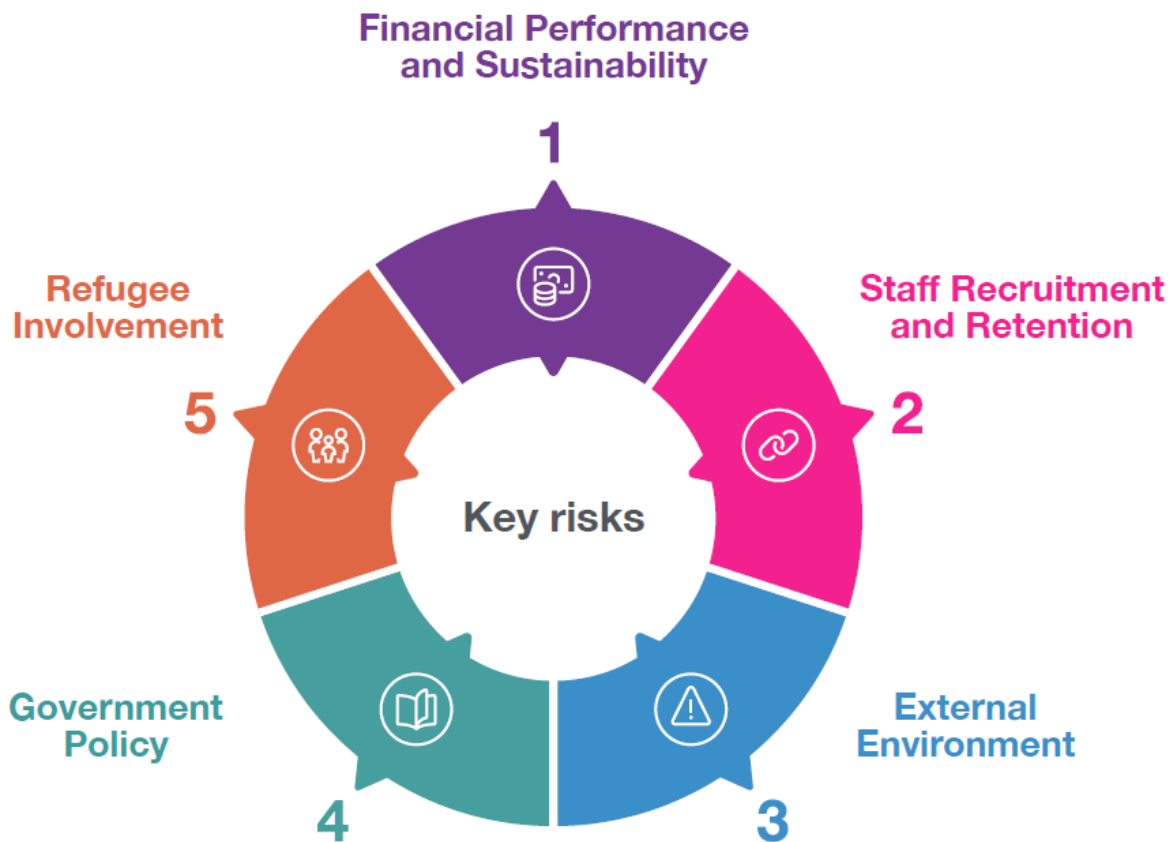 Financial Performance
and Sustainability
1
Staff Recruitment
and Retention
2
External
Environment
3
Government
Policy
4
Refugee
Involvement
5
Key risks